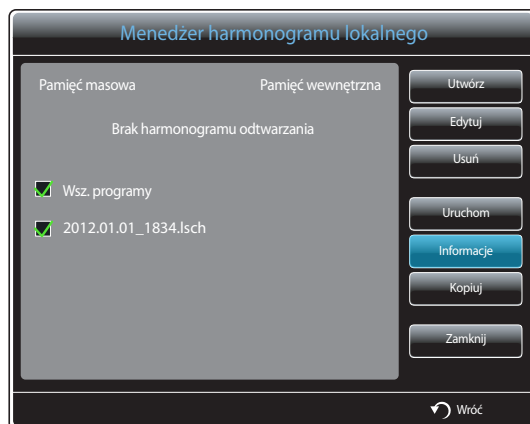 Menedżer harmonogramu lokalnego
Pamięć masowa Pamięć wewnętrzna
Brak harmonogramu odtwarzania
Wsz. programy
2012.01.01_1834.lsch
Utwórz
Edytuj
Usuń
Uruchom
Informacje
Kopiuj
Zamknij
Wróć